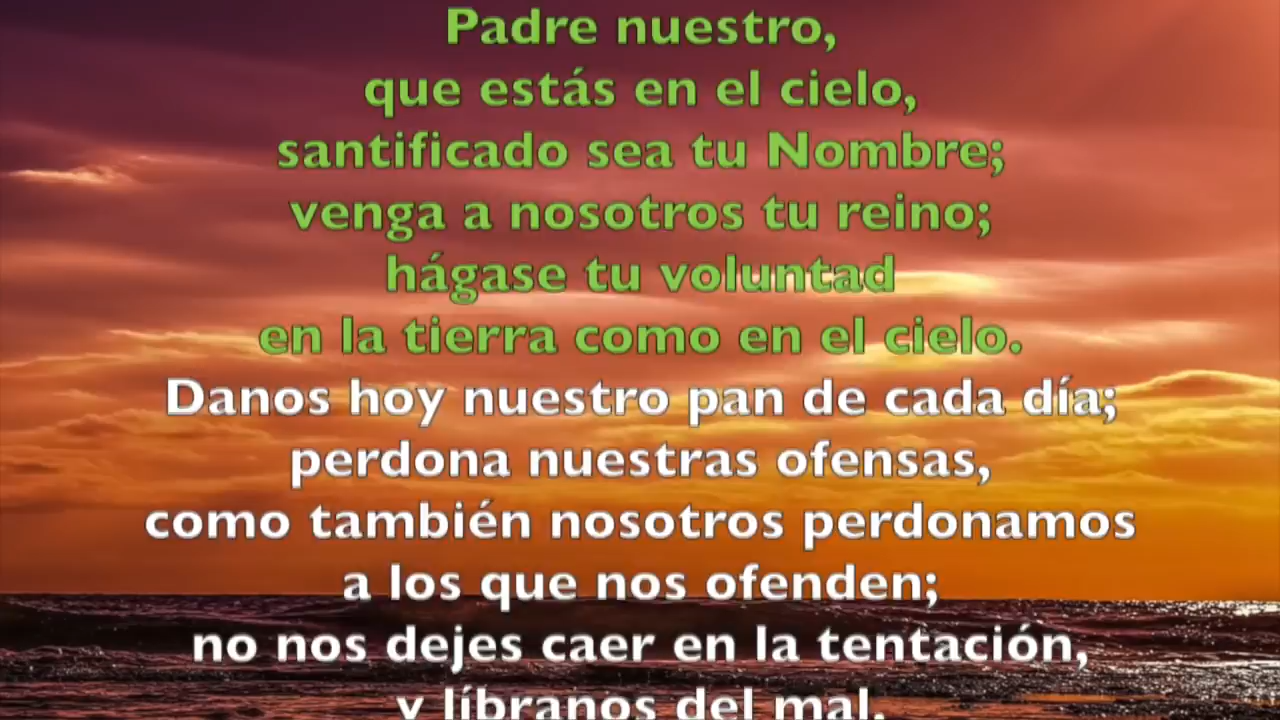 Padre nuestro,
que estás en el cielo,
santificado sea tu Nombre;
venga a nosotros tu reino;
hágase tu voluntad
en la tierra como en el cielo.
Danos hoy nuestro pan de cada día;
perdona nuestras ofensas,
como también nosotros perdonamos
a los que nos ofenden;
no nos dejes caer en la tentación,
y líbranos del mal.